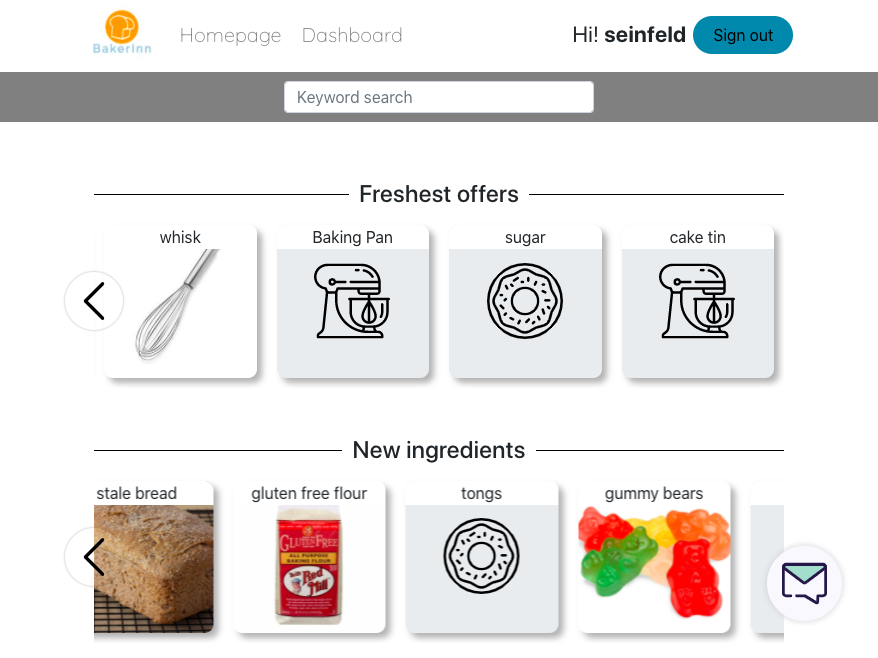 BakerInn
Homepage
Dashboard
Hi! seinfeld
Sign out
Keyword search
Freshest offers
whisk
Baking Pan
sugar
cake tin
New ingredients
stale bread
gluten free flour
tongs
gummy bears
GLUTEN FREE
ALL PURPOSE
BAKING FLOUR
Bob's
Red
Mill